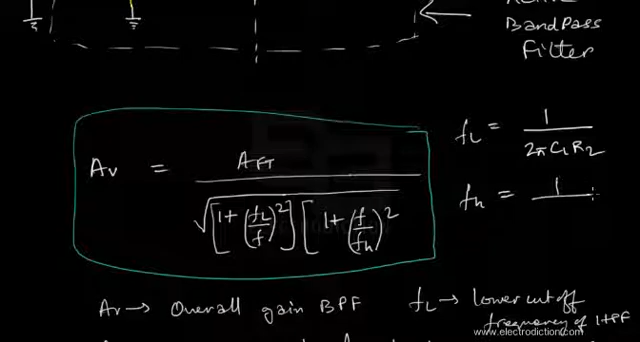 BandPass
Filter
Av = AFT / √[1 + (fL/f)²][1 + (f/fh)²
fL = 1 / 2πC1R2
fh = 1
Av → Overall gain BPF
fL → lower cut off
frequency of HPF
www.electrodiction.com